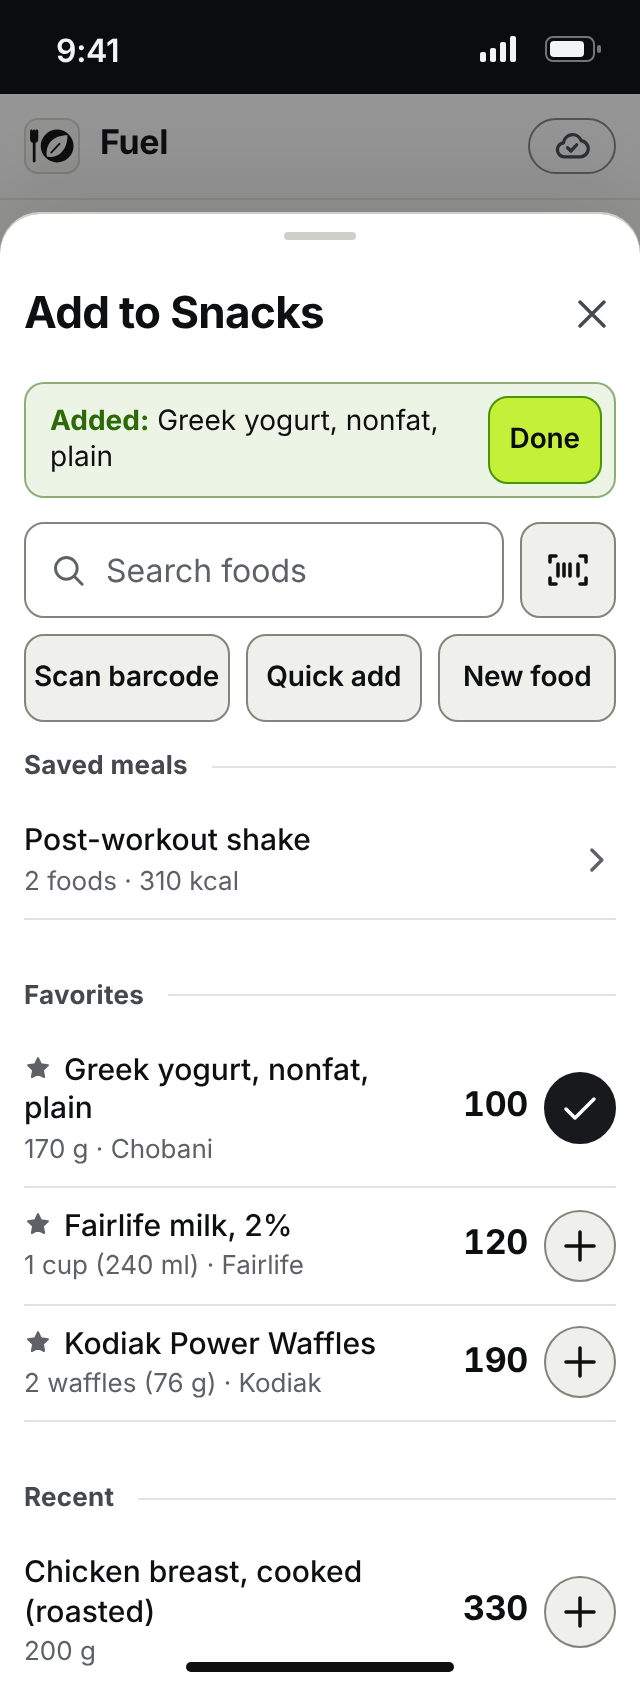 9:41
Fuel
Add to Snacks
Added: Greek yogurt, nonfat,
plain
Done
Search foods
Scan barcode
Quick add
New food
Saved meals
Post-workout shake
2 foods · 310 kcal
Favorites
Greek yogurt, nonfat,
plain
170 g · Chobani
100
Fairlife milk, 2%
1 cup (240 ml) · Fairlife
120
Kodiak Power Waffles
2 waffles (76 g) · Kodiak
190
Recent
Chicken breast, cooked
(roasted)
200 g
330